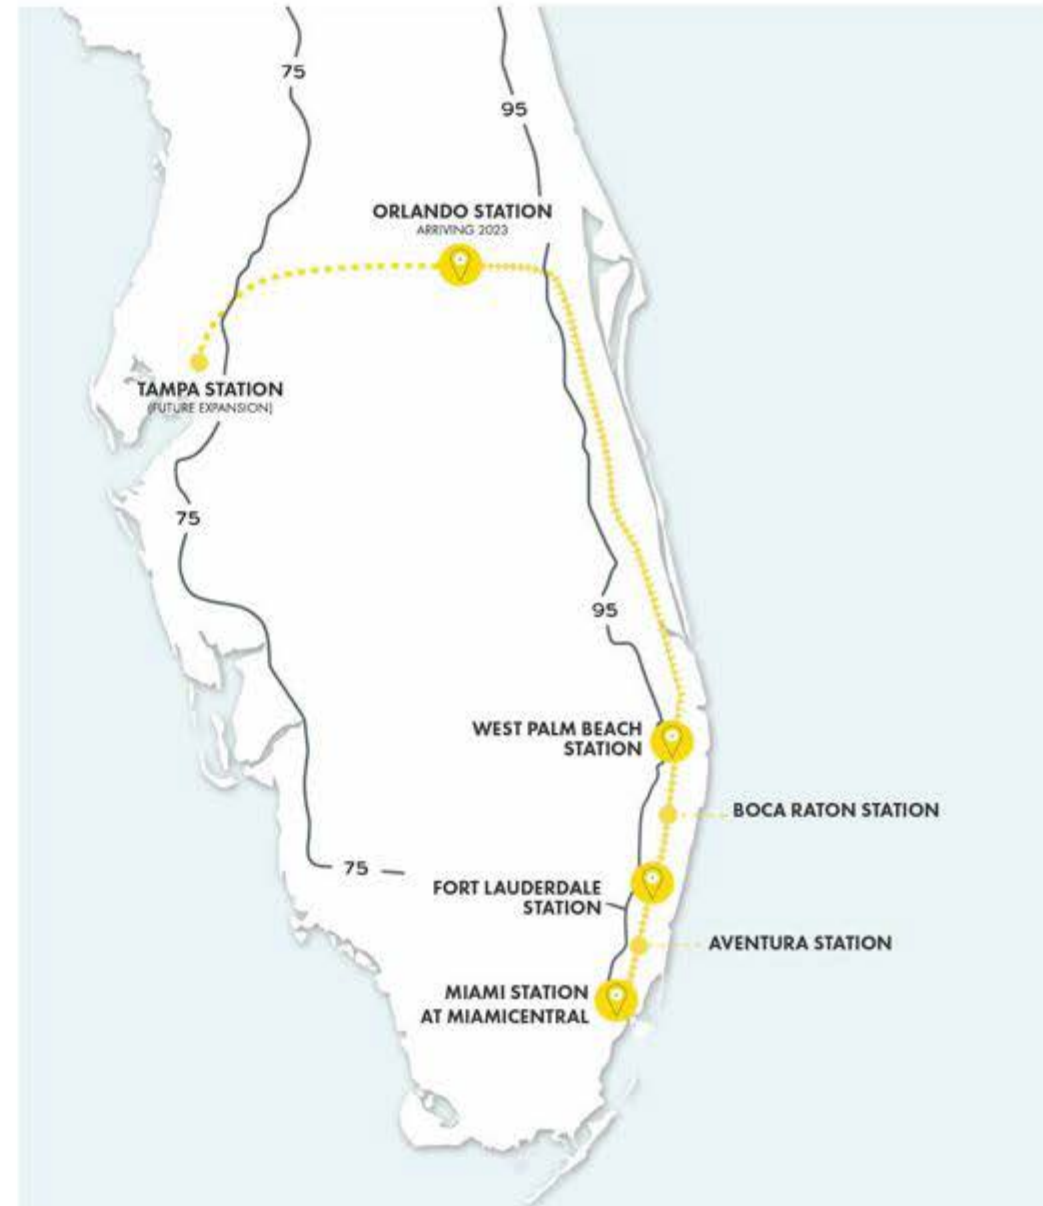 75
95
ORLANDO STATION
ARRIVING 2023
TAMPA STATION
(FUTURE EXPANSION)
75
95
WEST PALM BEACH
STATION
BOCA RATON STATION
75
FORT LAUDERDALE
STATION
AVENTURA STATION
MIAMI STATION
AT MIAMICENTRAL